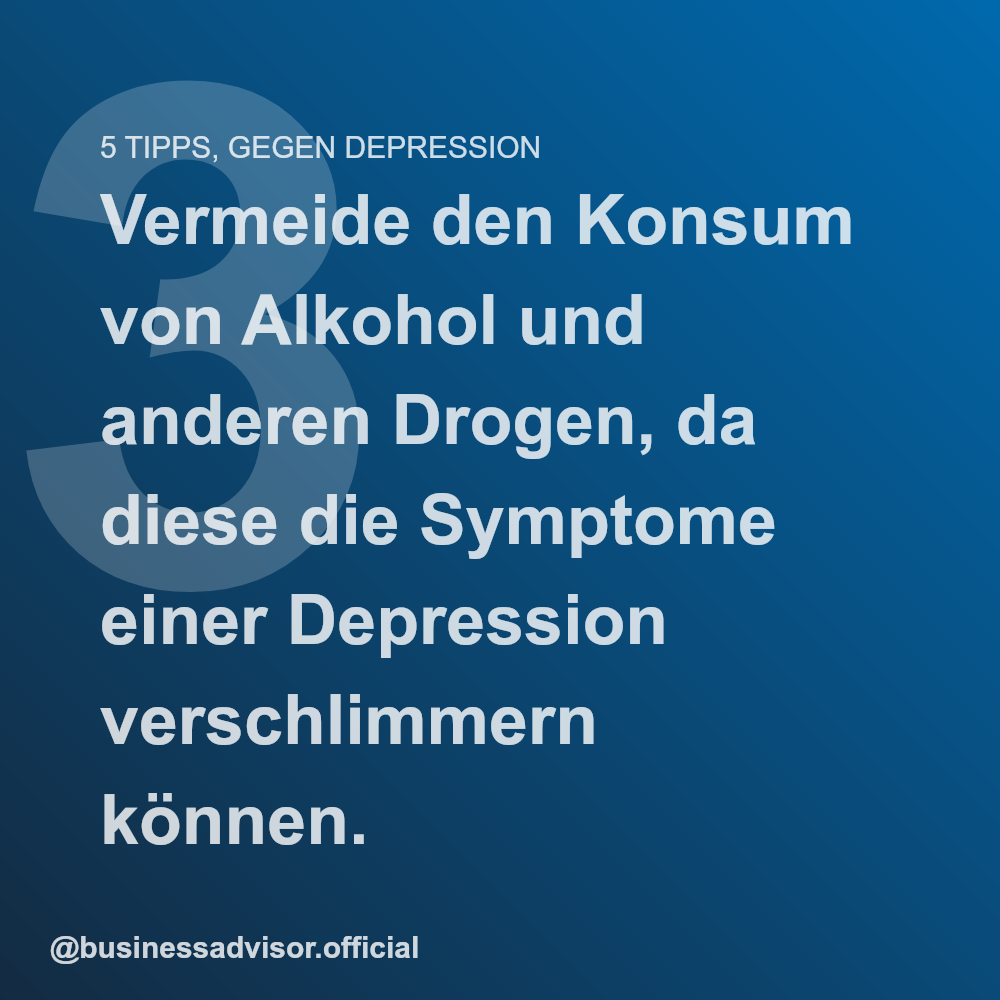 3
5 TIPPS, GEGEN DEPRESSION
Vermeide den Konsum
von Alkohol und
anderen Drogen, da
diese die Symptome
einer Depression
verschlimmern
können.
@businessadvisor.official